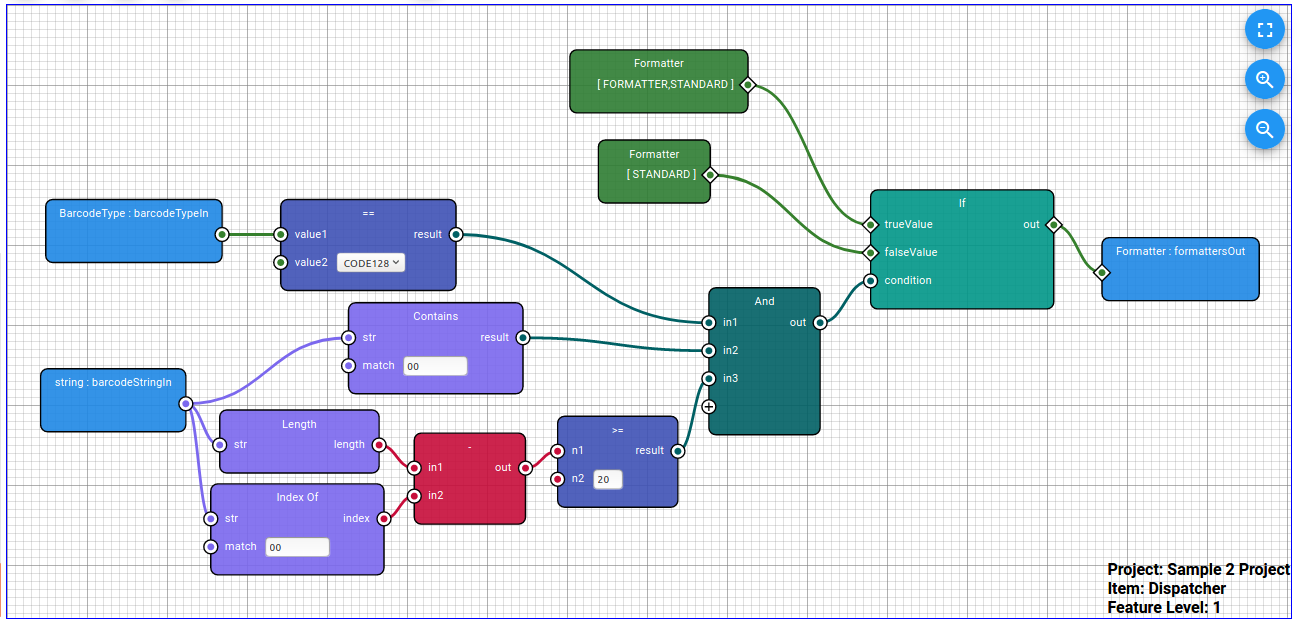 Formatter
[ FORMATTER,STANDARD ]
Formatter
[ STANDARD ]
BarcodeType : barcodeTypeIn
==
value1 result
value2 CODE128
If
trueValue out
falseValue
condition
Formatter : formattersOut
Contains
str result
match 00
And
in1 out
in2
in3
string : barcodeStringIn
Length
str length
-
in1 out
in2
>=
n1 result
n2 20
Index Of
str index
match 00
Project: Sample 2 Project
Item: Dispatcher
Feature Level: 1